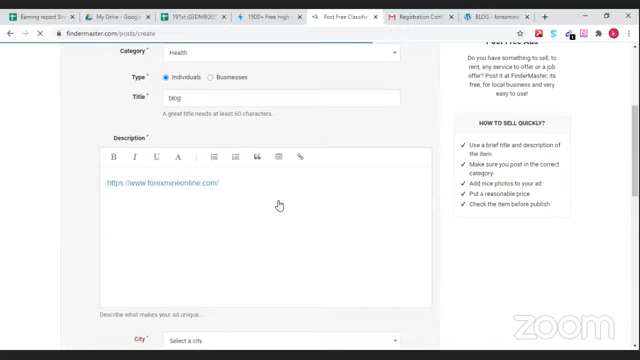 Earning report Sha
My Drive - Google
191st (03DMBG05
1500+ Free High
Post Free Classifie
Registration Conf
BLOG - forexmine
findermaster.com/posts/create
Category *
Health
Type *
Individuals
Businesses
Title *
blog
A great title needs at least 60 characters.
Description *
B I U A
https://www.forexmineonline.com/
Describe what makes your ad unique...
City *
Select a city
Post Free Ads
Do you have something to sell, to
rent, any service to offer or a job
offer? Post it at FinderMaster, its
free, for local business and very
easy to use!
HOW TO SELL QUICKLY?
Use a brief title and description of
the item
Make sure you post in the correct
category
Add nice photos to your ad
Put a reasonable price
Check the item before publish
zoom